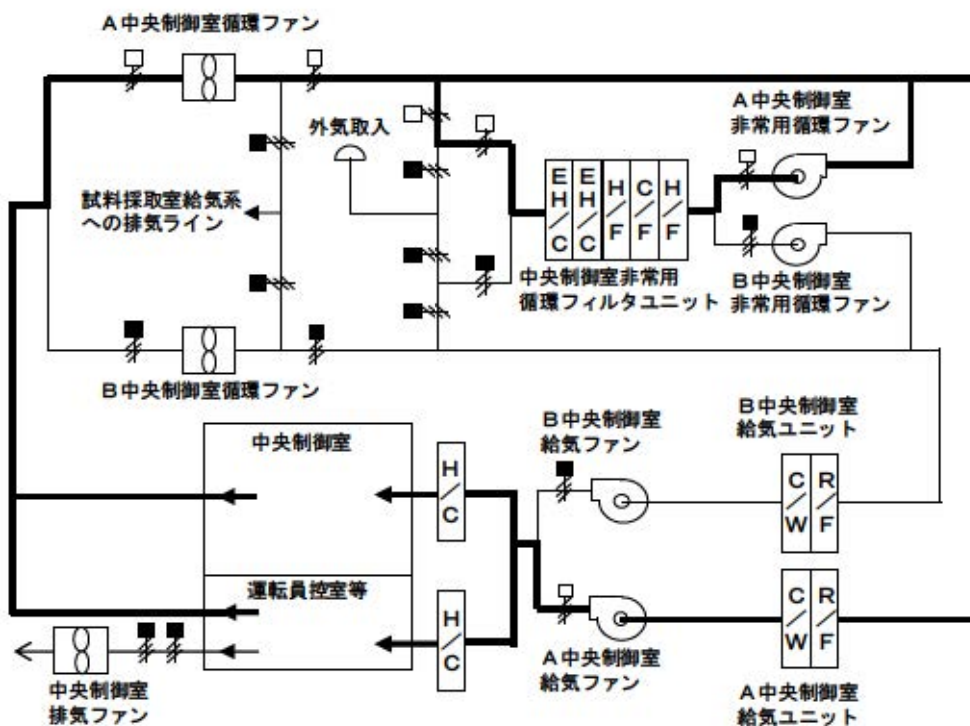 A中央制御室循環ファン
外気取入
A中央制御室
非常用循環ファン
試料採取室給気系
への排気ライン
EH/C
EH/C
H/F
C/F
H/F
中央制御室非常用
循環フィルタユニット
B中央制御室
非常用循環ファン
B中央制御室循環ファン
中央制御室
H/C
B中央制御室
給気ファン
B中央制御室
給気ユニット
C/W
R/F
運転員控室等
H/C
A中央制御室
給気ファン
C/W
R/F
A中央制御室
給気ユニット
中央制御室
排気ファン